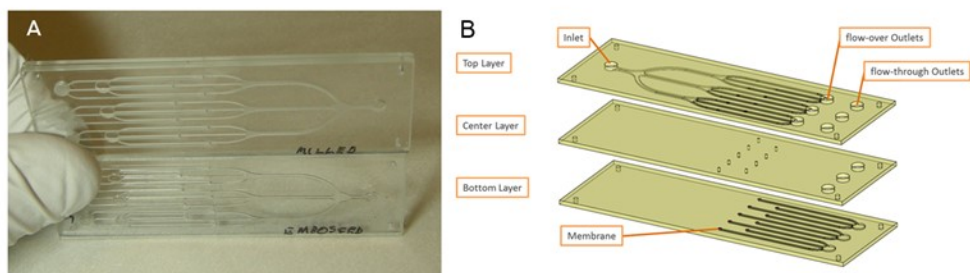 A
MILLED
EMBOSSED
B
Inlet
flow-over Outlets
Top Layer
flow-through Outlets
Center Layer
Bottom Layer
Membrane